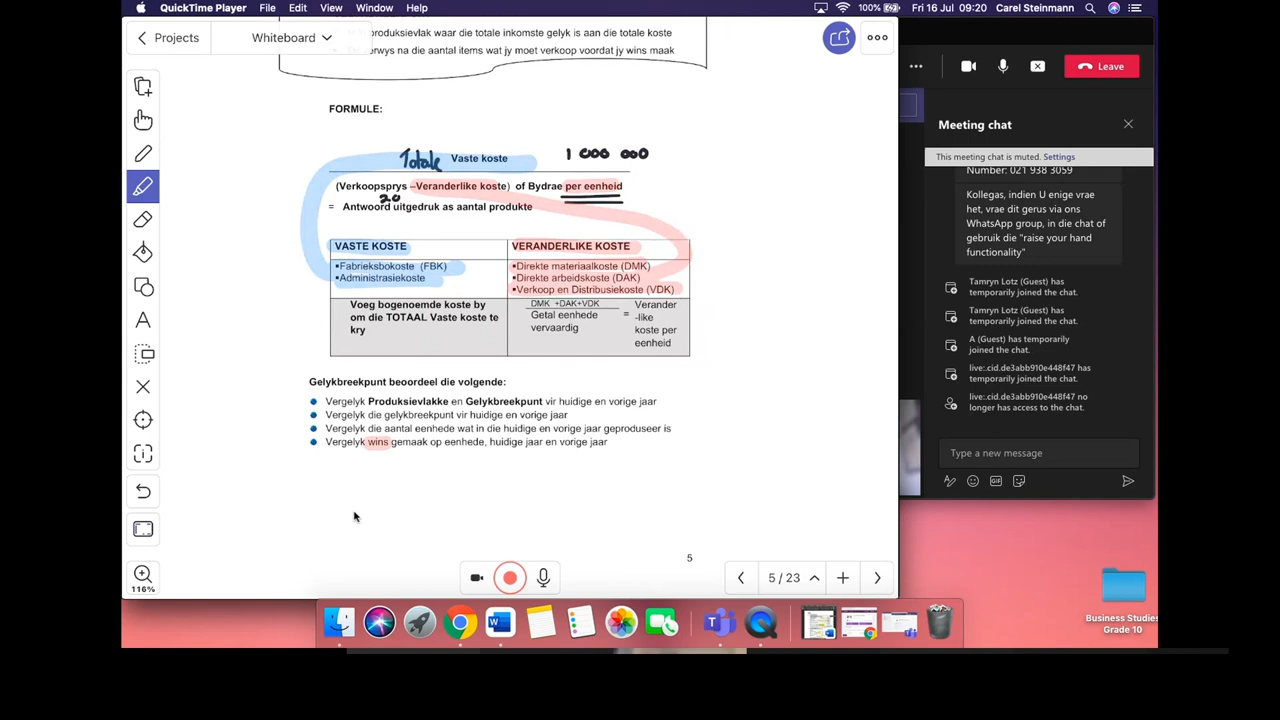 QuickTime Player File Edit View Window Help
100% Fri 16 Jul 09:20 Carel Steinmann
Projects
Whiteboard
produksievlak waar die totale inkomste gelyk is aan die totale koste
na die aantal items wat jy moet verkoop voordat jy wins maak
FORMULE:
Totale Vaste koste 1 000 000
(Verkoopsprys –Veranderlike koste) of Bydrae per eenheid
20
= Antwoord uitgedruk as aantal produkte
VASTE KOSTE
▪Fabrieksbokoste (FBK)
▪Administrasiekoste
Voeg bogenoemde koste by
om die TOTAAL Vaste koste te
kry
VERANDERLIKE KOSTE
▪Direkte materiaalkoste (DMK)
▪Direkte arbeidskoste (DAK)
▪Verkoop en Distribusiekoste (VDK)
DMK +DAK+VDK
Getal eenhede
vervaardig
=
Verander
-like
koste per
eenheid
Gelykbreekpunt beoordeel die volgende:
Vergelyk Produksievlakke en Gelykbreekpunt vir huidige en vorige jaar
Vergelyk die gelykbreekpunt vir huidige en vorige jaar
Vergelyk die aantal eenhede wat in die huidige en vorige jaar geproduseer is
Vergelyk wins gemaak op eenhede, huidige jaar en vorige jaar
5
116%
5 / 23
Leave
Meeting chat
This meeting chat is muted. Settings
Number: 021 938 3059
Kollegas, indien U enige vrae
het, vrae dit gerus via ons
WhatsApp group, in die chat of
gebruik die "raise your hand
functionality"
Tamryn Lotz (Guest) has
temporarily joined the chat.
Tamryn Lotz (Guest) has
temporarily joined the chat.
A (Guest) has temporarily
joined the chat.
live:.cid.de3abb910e448f47 has
temporarily joined the chat.
live:.cid.de3abb910e448f47 no
longer has access to the chat.
Type a new message
GIF
Business Studies
Grade 10